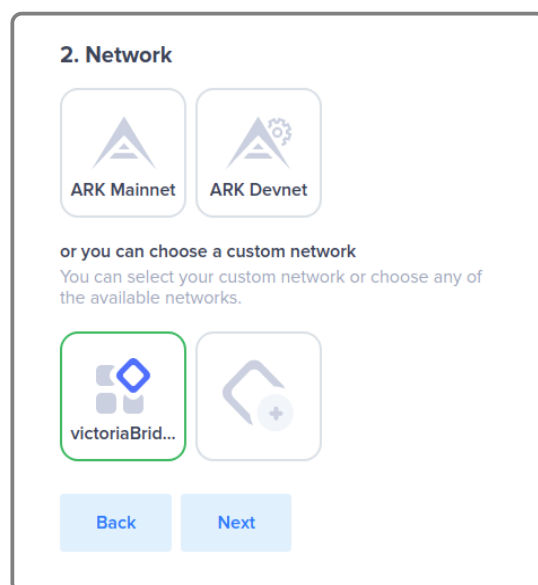 2. Network
ARK Mainnet
ARK Devnet
or you can choose a custom network
You can select your custom network or choose any of
the available networks.
victoriaBrid...
Back
Next